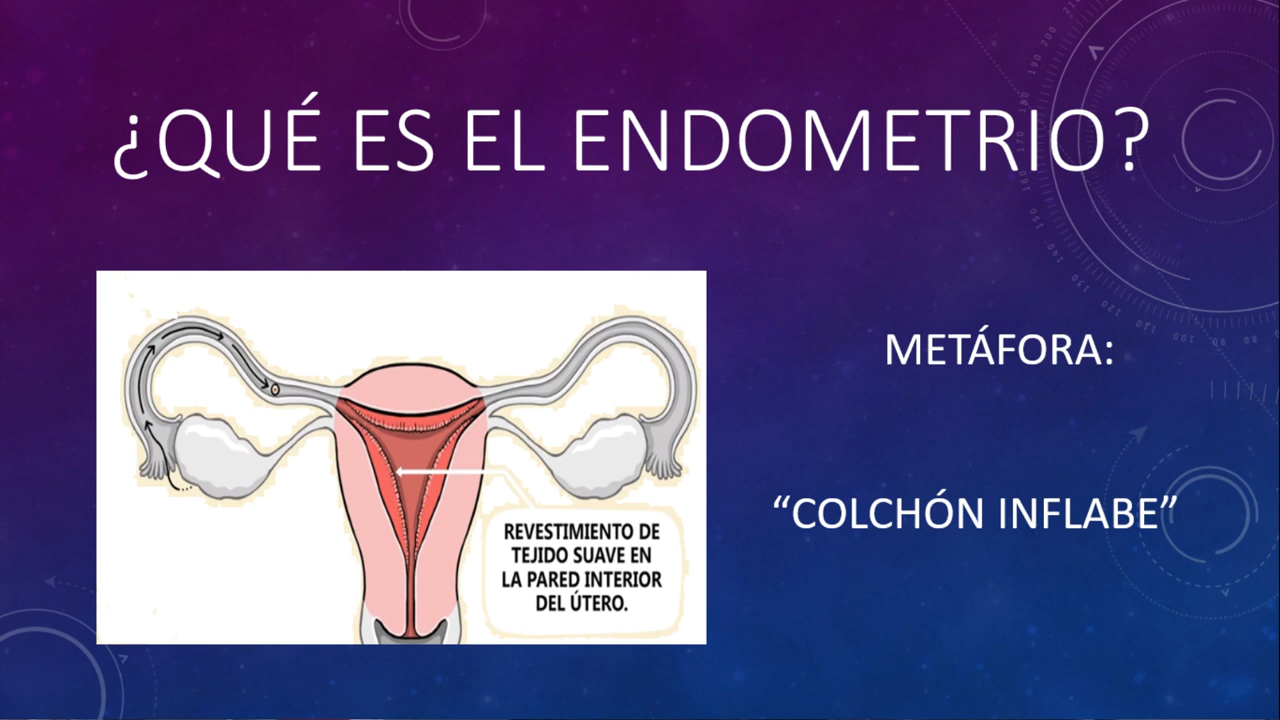 ¿QUÉ ES EL ENDOMETRIO?
METÁFORA:
“COLCHÓN INFLABE”
REVESTIMIENTO DE
TEJIDO SUAVE EN
LA PARED INTERIOR
DEL ÚTERO.